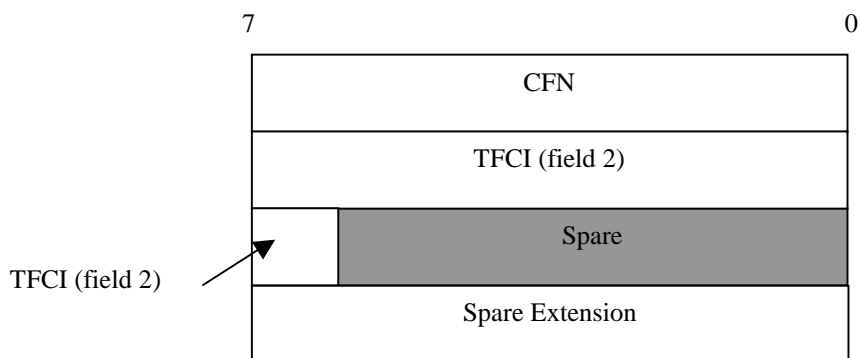 7 0
CFN
TFCI (field 2)
Spare
TFCI (field 2)
Spare Extension